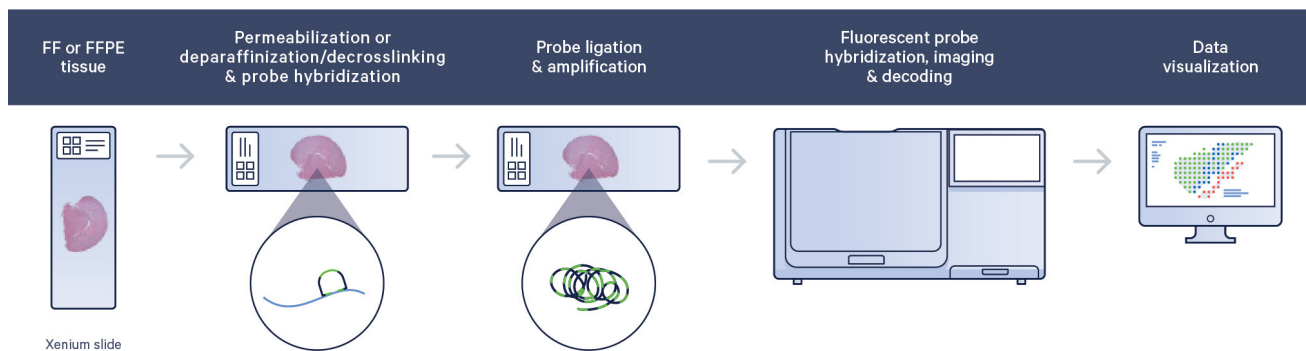 FF or FFPE
tissue
Permeabilization or
deparaffinization/decrosslinking
& probe hybridization
Probe ligation
& amplification
Fluorescent probe
hybridization, imaging
& decoding
Data
visualization
Xenium slide